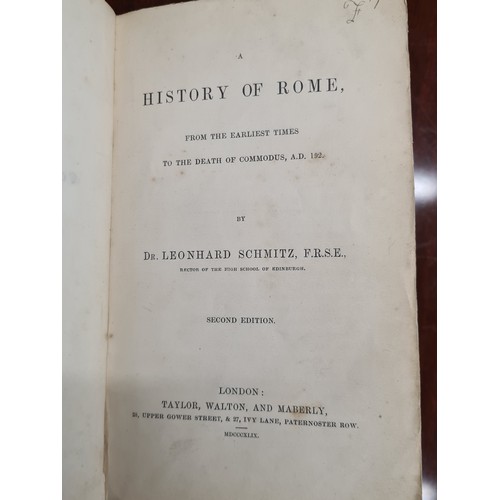 A
HISTORY OF ROME,
FROM THE EARLIEST TIMES
TO THE DEATH OF COMMODUS, A.D. 192.
BY
DR. LEONHARD SCHMITZ, F.R.S.E.,
RECTOR OF THE HIGH SCHOOL OF EDINBURGH,
SECOND EDITION.
LONDON:
TAYLOR, WALTON, AND MABERLY,
UPPER GOWER STREET, & 27, IVY LANE, PATERNOSTER ROW.
MDCCCXLIX.